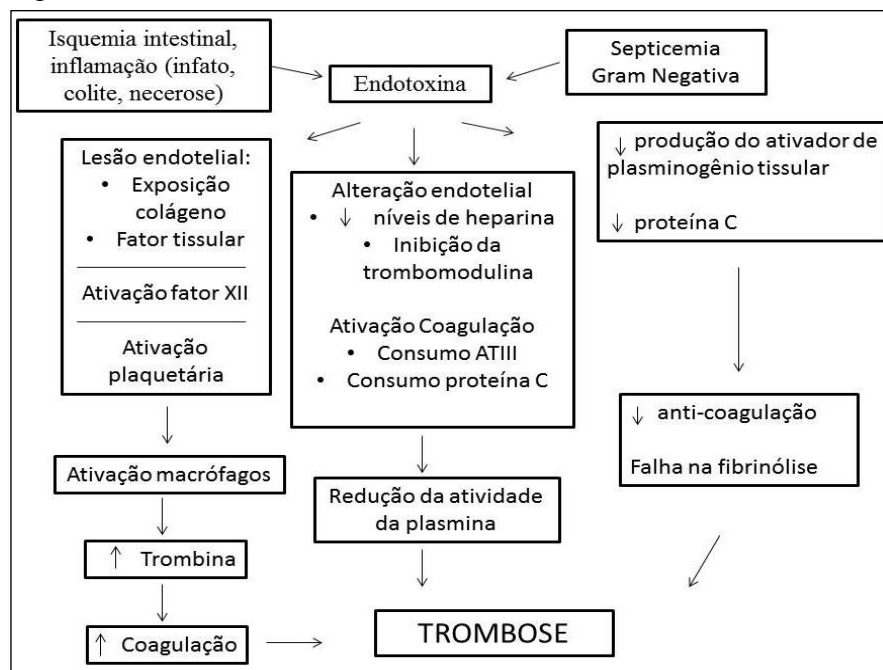 Isquemia intestinal,
inflamação (infato,
colite, necerose)
Endotoxina
Septicemia
Gram Negativa
Lesão endotelial:
• Exposição
colágeno
• Fator tissular
Ativação fator XII
Ativação
plaquetária
Alteração endotelial
• ↓ níveis de heparina
• Inibição da
trombomodulina
Ativação Coagulação
• Consumo ATIII
• Consumo proteína C
↓ produção do ativador de
plasminogênio tissular
↓ proteína C
Ativação macrófagos
↑ Trombina
↑ Coagulação
Redução da atividade
da plasmina
↓ anti-coagulação
Falha na fibrinólise
TROMBOSE